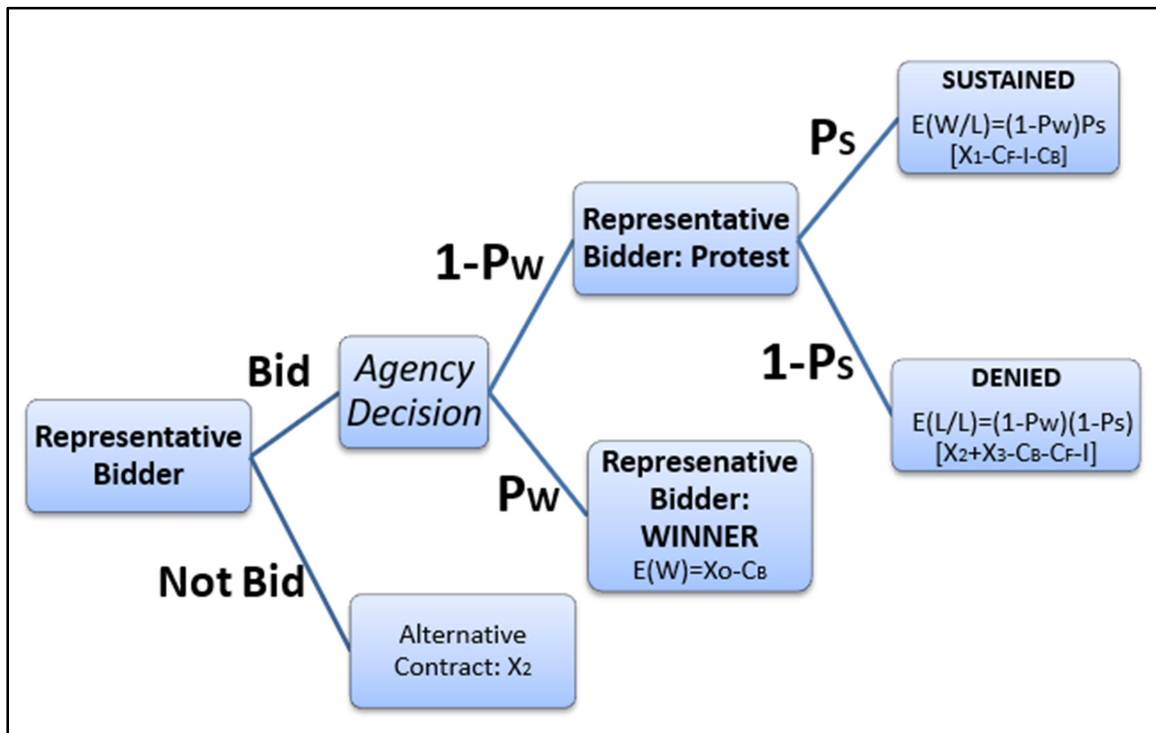 SUSTAINED
E(W/L)=(1-Pw)Ps
[X1-CF-I-CB]
PS
Representative
Bidder: Protest
1-PW
1-PS
Bid
Agency
Decision
DENIED
E(L/L)=(1-Pw)(1-Ps)
[X2+X3-CB-CF-I]
Representative
Bidder
PW
Represenative
Bidder:
WINNER
E(W)=Xo-CB
Not Bid
Alternative
Contract: X2